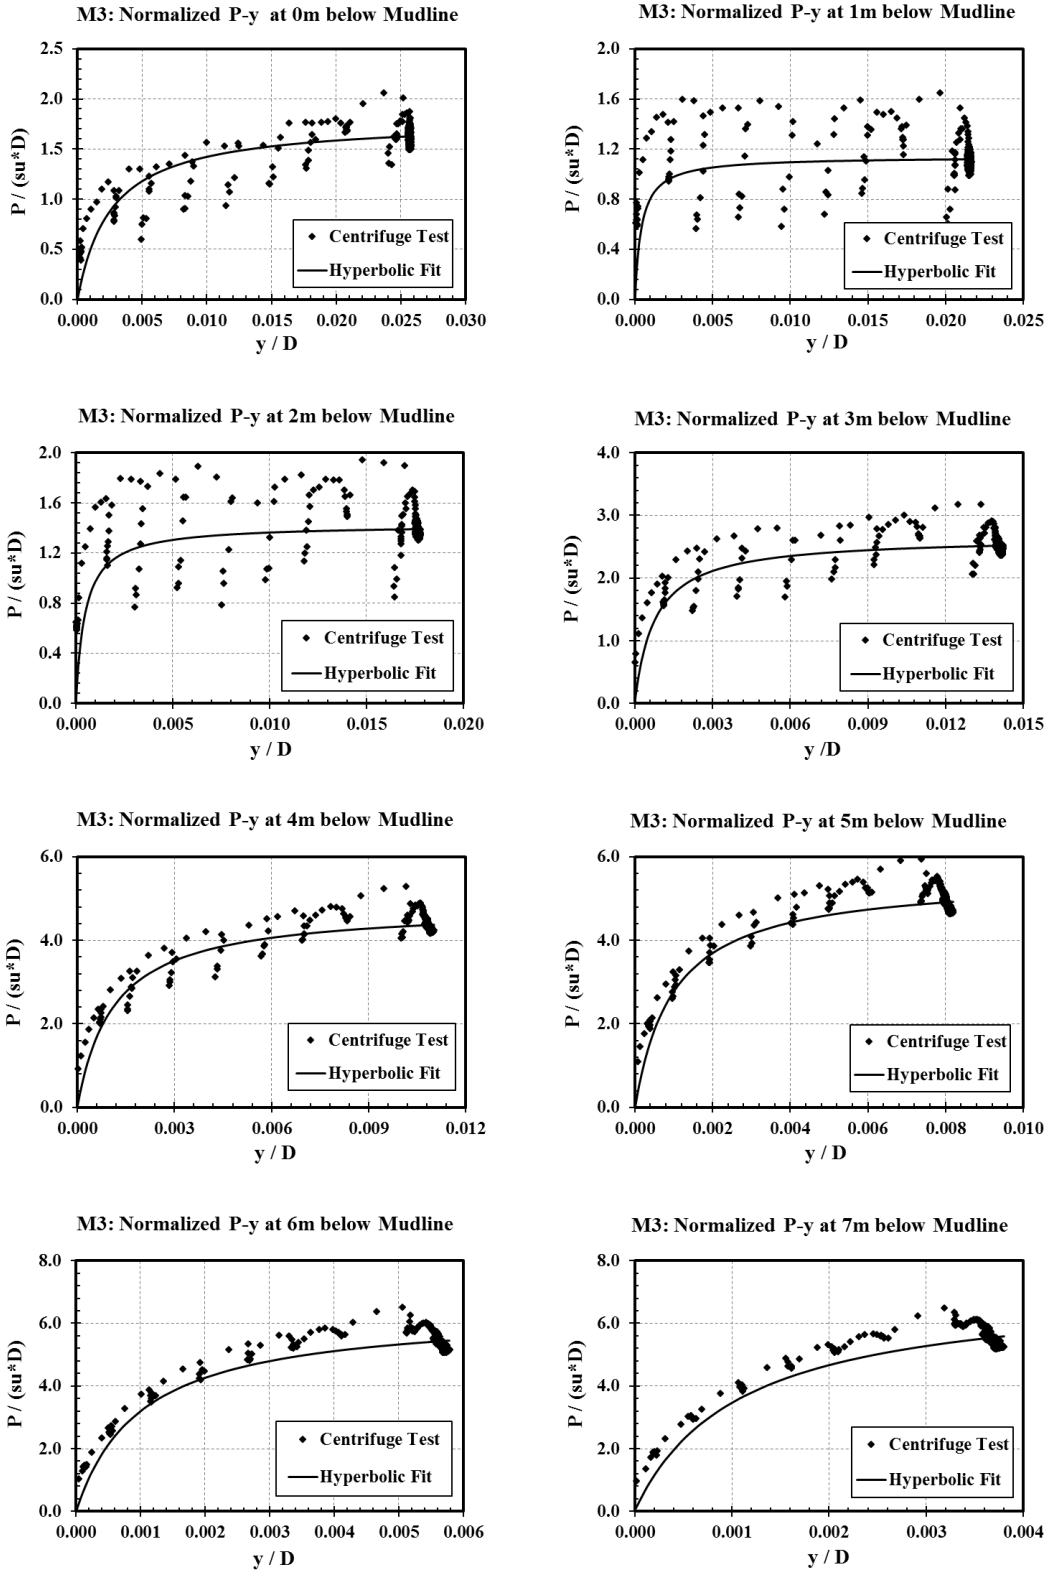 M3: Normalized P-y at 0m below Mudline
P / (su*D)
2.5
2.0
1.5
1.0
0.5
0.0
0.000 0.005 0.010 0.015 0.020 0.025 0.030
y / D
Centrifuge Test
Hyperbolic Fit
M3: Normalized P-y at 1m below Mudline
P / (su*D)
2.0
1.6
1.2
0.8
0.4
0.0
0.000 0.005 0.010 0.015 0.020 0.025
y / D
Centrifuge Test
Hyperbolic Fit
M3: Normalized P-y at 2m below Mudline
P / (su*D)
2.0
1.6
1.2
0.8
0.4
0.0
0.000 0.005 0.010 0.015 0.020
y / D
Centrifuge Test
Hyperbolic Fit
M3: Normalized P-y at 3m below Mudline
P / (su*D)
4.0
3.0
2.0
1.0
0.0
0.000 0.003 0.006 0.009 0.012 0.015
y /D
Centrifuge Test
Hyperbolic Fit
M3: Normalized P-y at 4m below Mudline
P / (su*D)
6.0
4.0
2.0
0.0
0.000 0.003 0.006 0.009 0.012
y / D
Centrifuge Test
Hyperbolic Fit
M3: Normalized P-y at 5m below Mudline
P / (su*D)
6.0
4.0
2.0
0.0
0.000 0.002 0.004 0.006 0.008 0.010
y / D
Centrifuge Test
Hyperbolic Fit
M3: Normalized P-y at 6m below Mudline
P / (su*D)
8.0
6.0
4.0
2.0
0.0
0.000 0.001 0.002 0.003 0.004 0.005 0.006
y / D
Centrifuge Test
Hyperbolic Fit
M3: Normalized P-y at 7m below Mudline
P / (su*D)
8.0
6.0
4.0
2.0
0.0
0.000 0.001 0.002 0.003 0.004
y / D
Centrifuge Test
Hyperbolic Fit